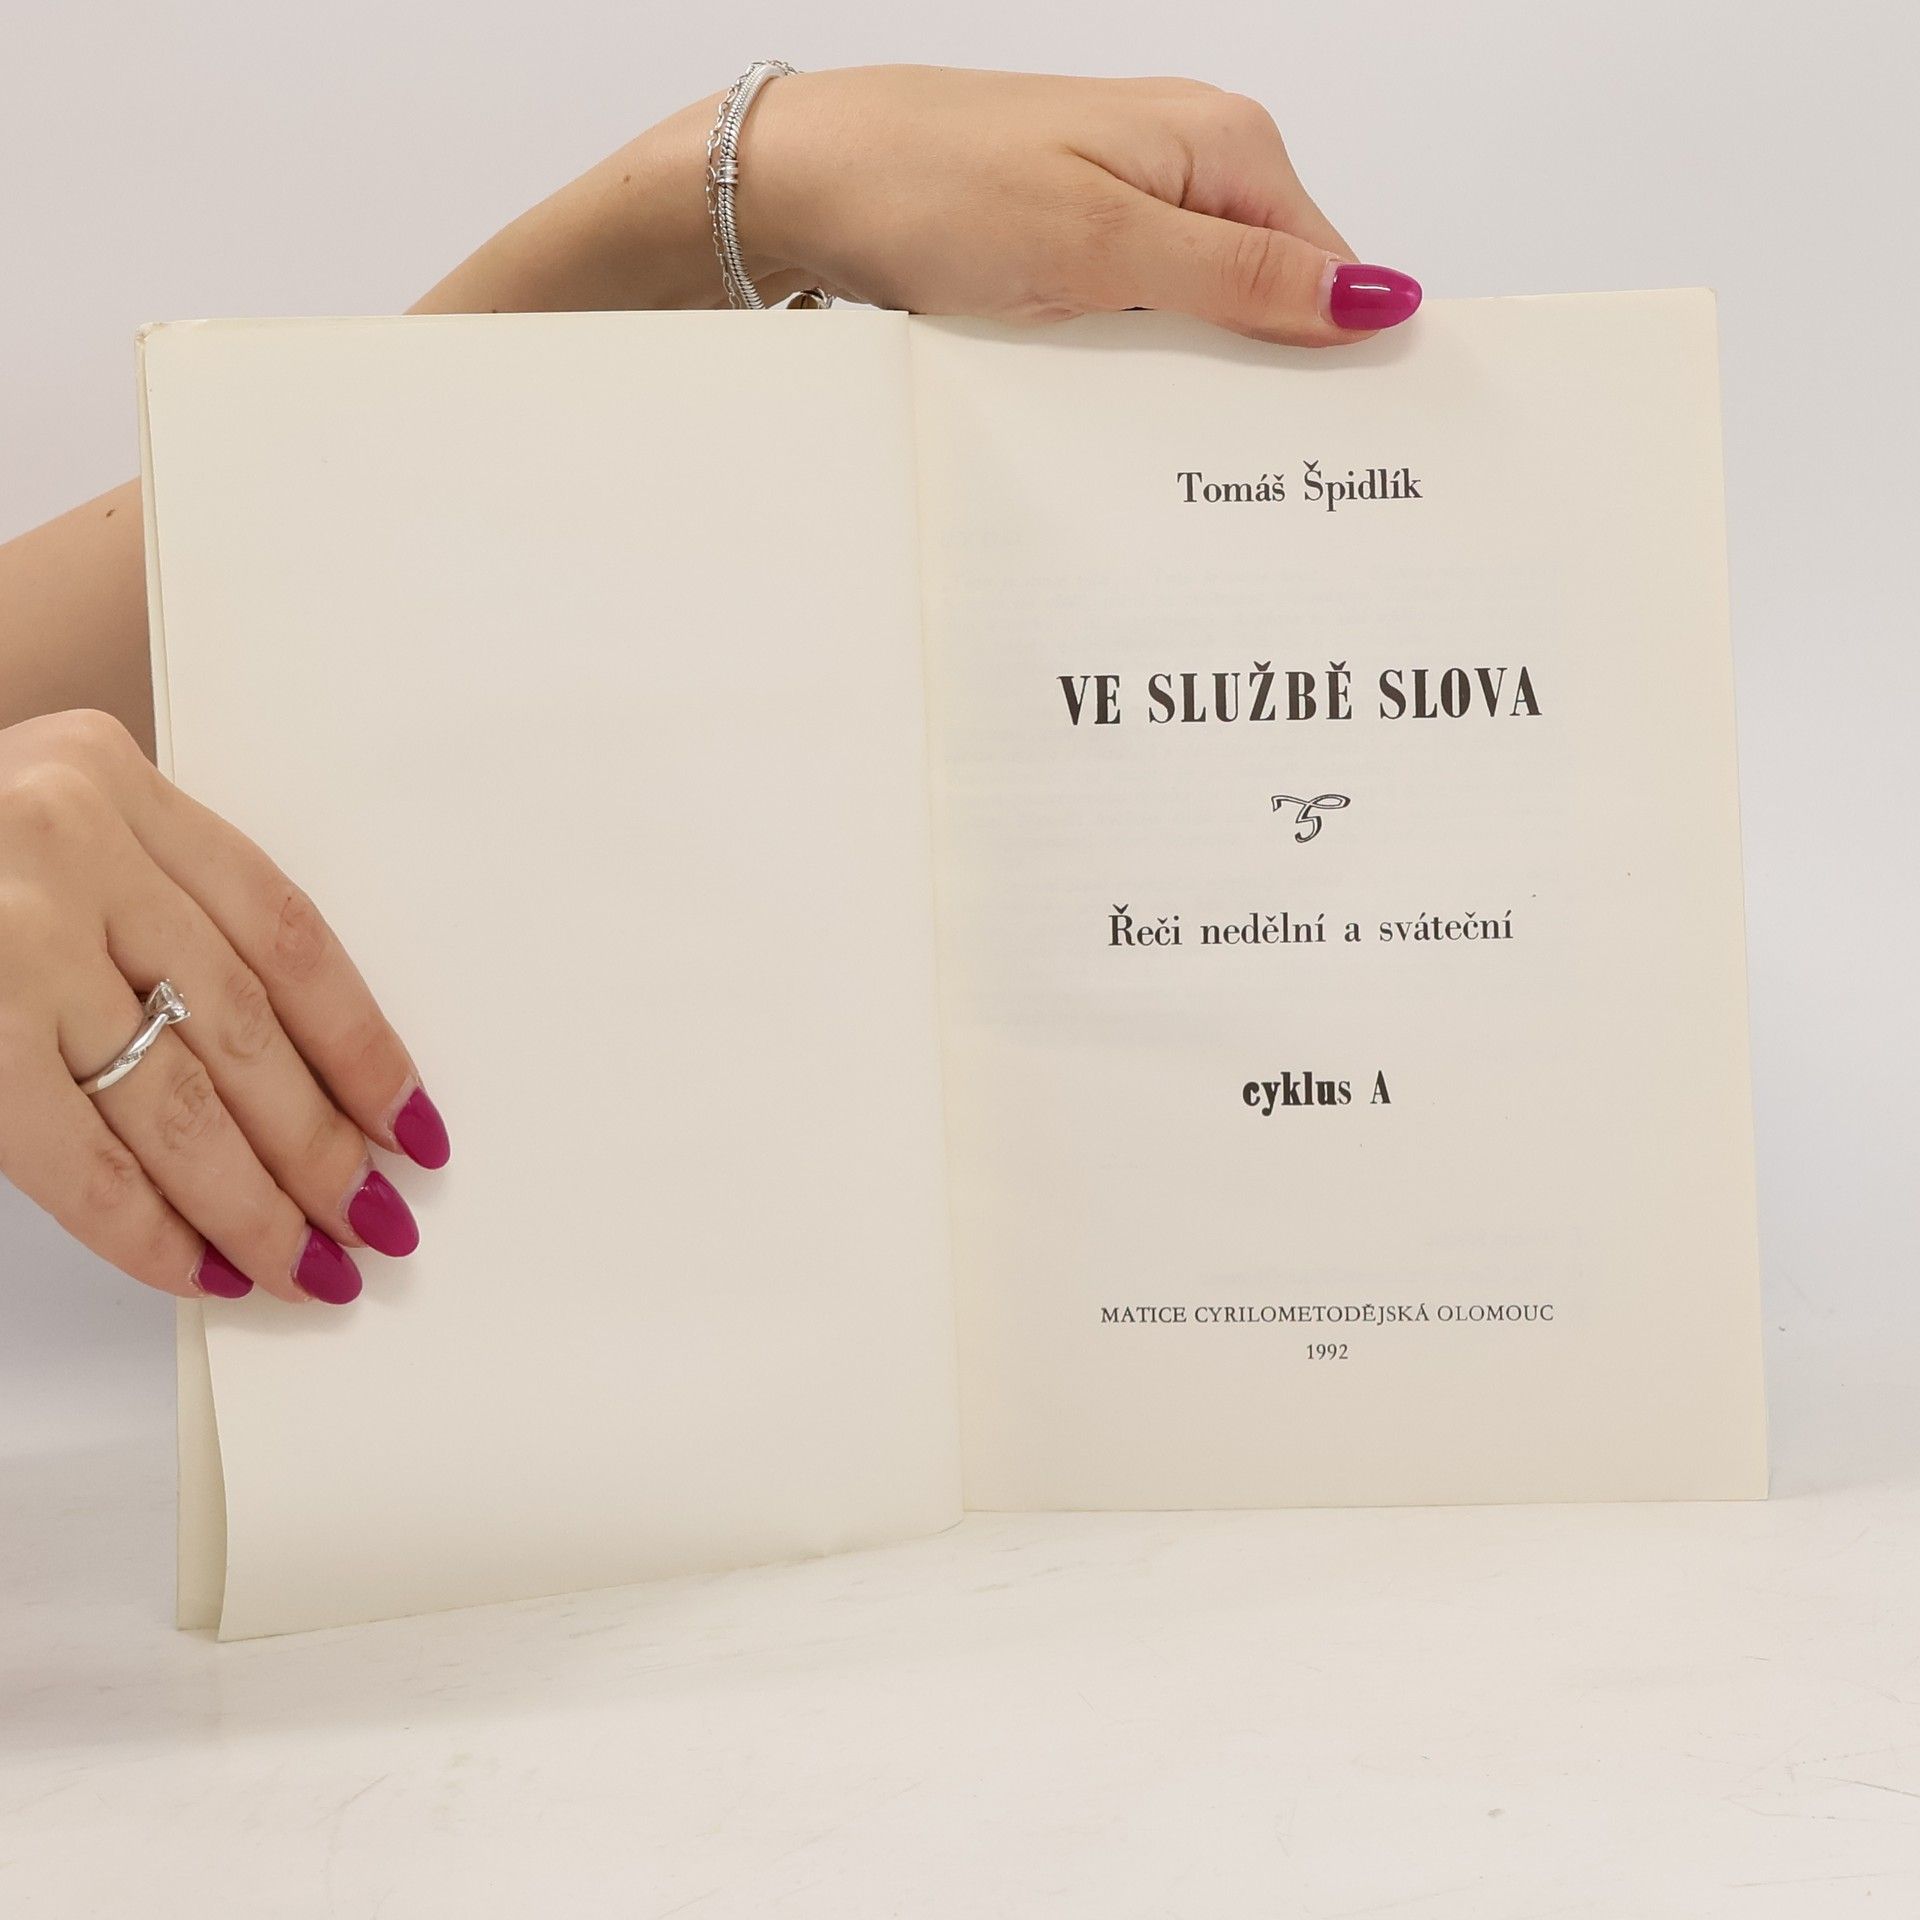 Tomáš Špidlík
VE SLUŽBĚ SLOVA
Řeči nedělní a sváteční
cyklus A
MATICE CYRILOMETODĚJSKÁ OLOMOUC
1992